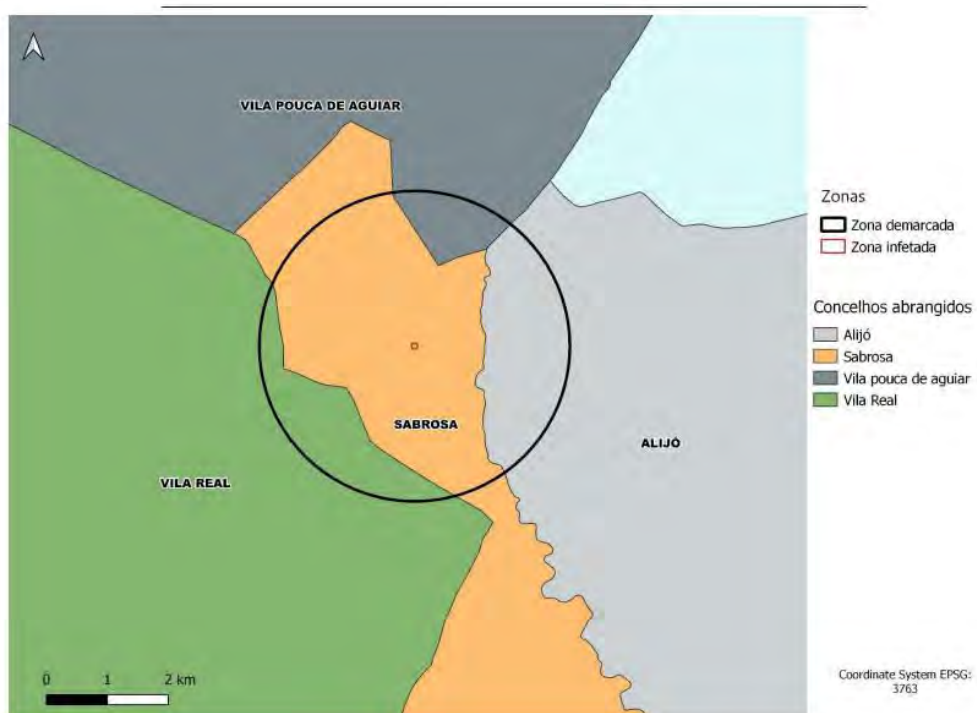 VILA POUCA DE AGUIAR
SABROSA
ALIJÓ
VILA REAL
0 1 2 km
Zonas
Zona demarcada
Zona infetada
Concelhos abrangidos
Alijó
Sabrosa
Vila pouca de aguiar
Vila Real
Coordinate System EPSG:
3763